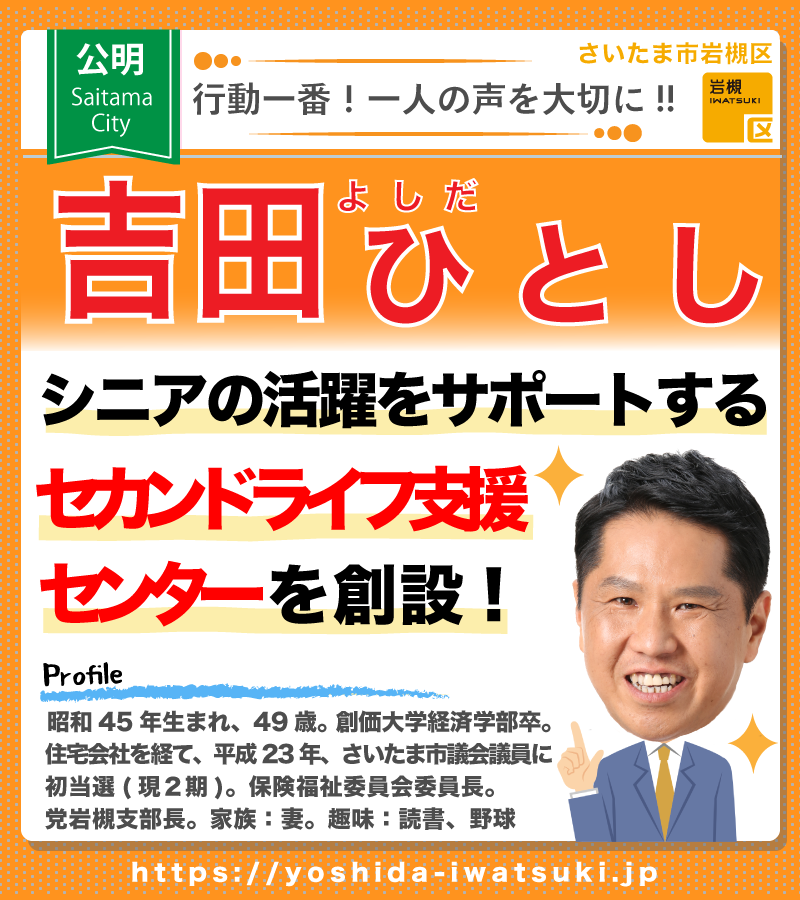 公明
Saitama
City
さいたま市岩槻区
行動一番！一人の声を大切に!!
岩槻
IWATSUKI
区
よしだ
吉田ひとし
シニアの活躍をサポートする
セカンドライフ支援
センターを創設！
Profile
昭和45年生まれ、49歳。創価大学経済学部卒。
住宅会社を経て、平成23年、さいたま市議会議員に
初当選(現2期)。保険福祉委員会委員長。
党岩槻支部長。家族：妻。趣味：読書、野球
https://yoshida-iwatsuki.jp